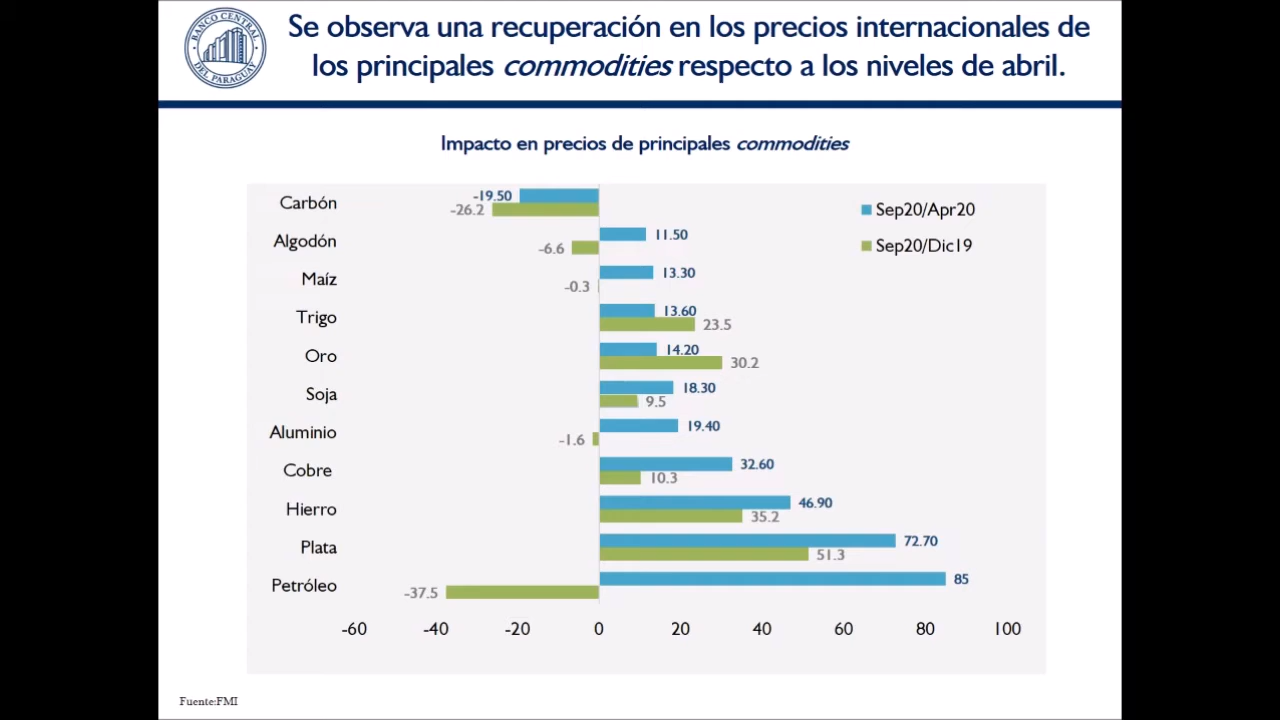 BANCO CENTRAL
DEL PARAGUAY
Se observa una recuperación en los precios internacionales de
los principales commodities respecto a los niveles de abril.
Impacto en precios de principales commodities
Sep20/Apr20
Sep20/Dic19
Carbón -19.50 -26.2
Algodón 11.50 -6.6
Maíz 13.30 -0.3
Trigo 13.60 23.5
Oro 14.20 30.2
Soja 18.30 9.5
Aluminio 19.40 -1.6
Cobre 32.60 10.3
Hierro 46.90 35.2
Plata 72.70 51.3
Petróleo 85 -37.5
-60 -40 -20 0 20 40 60 80 100
Fuente:FMI